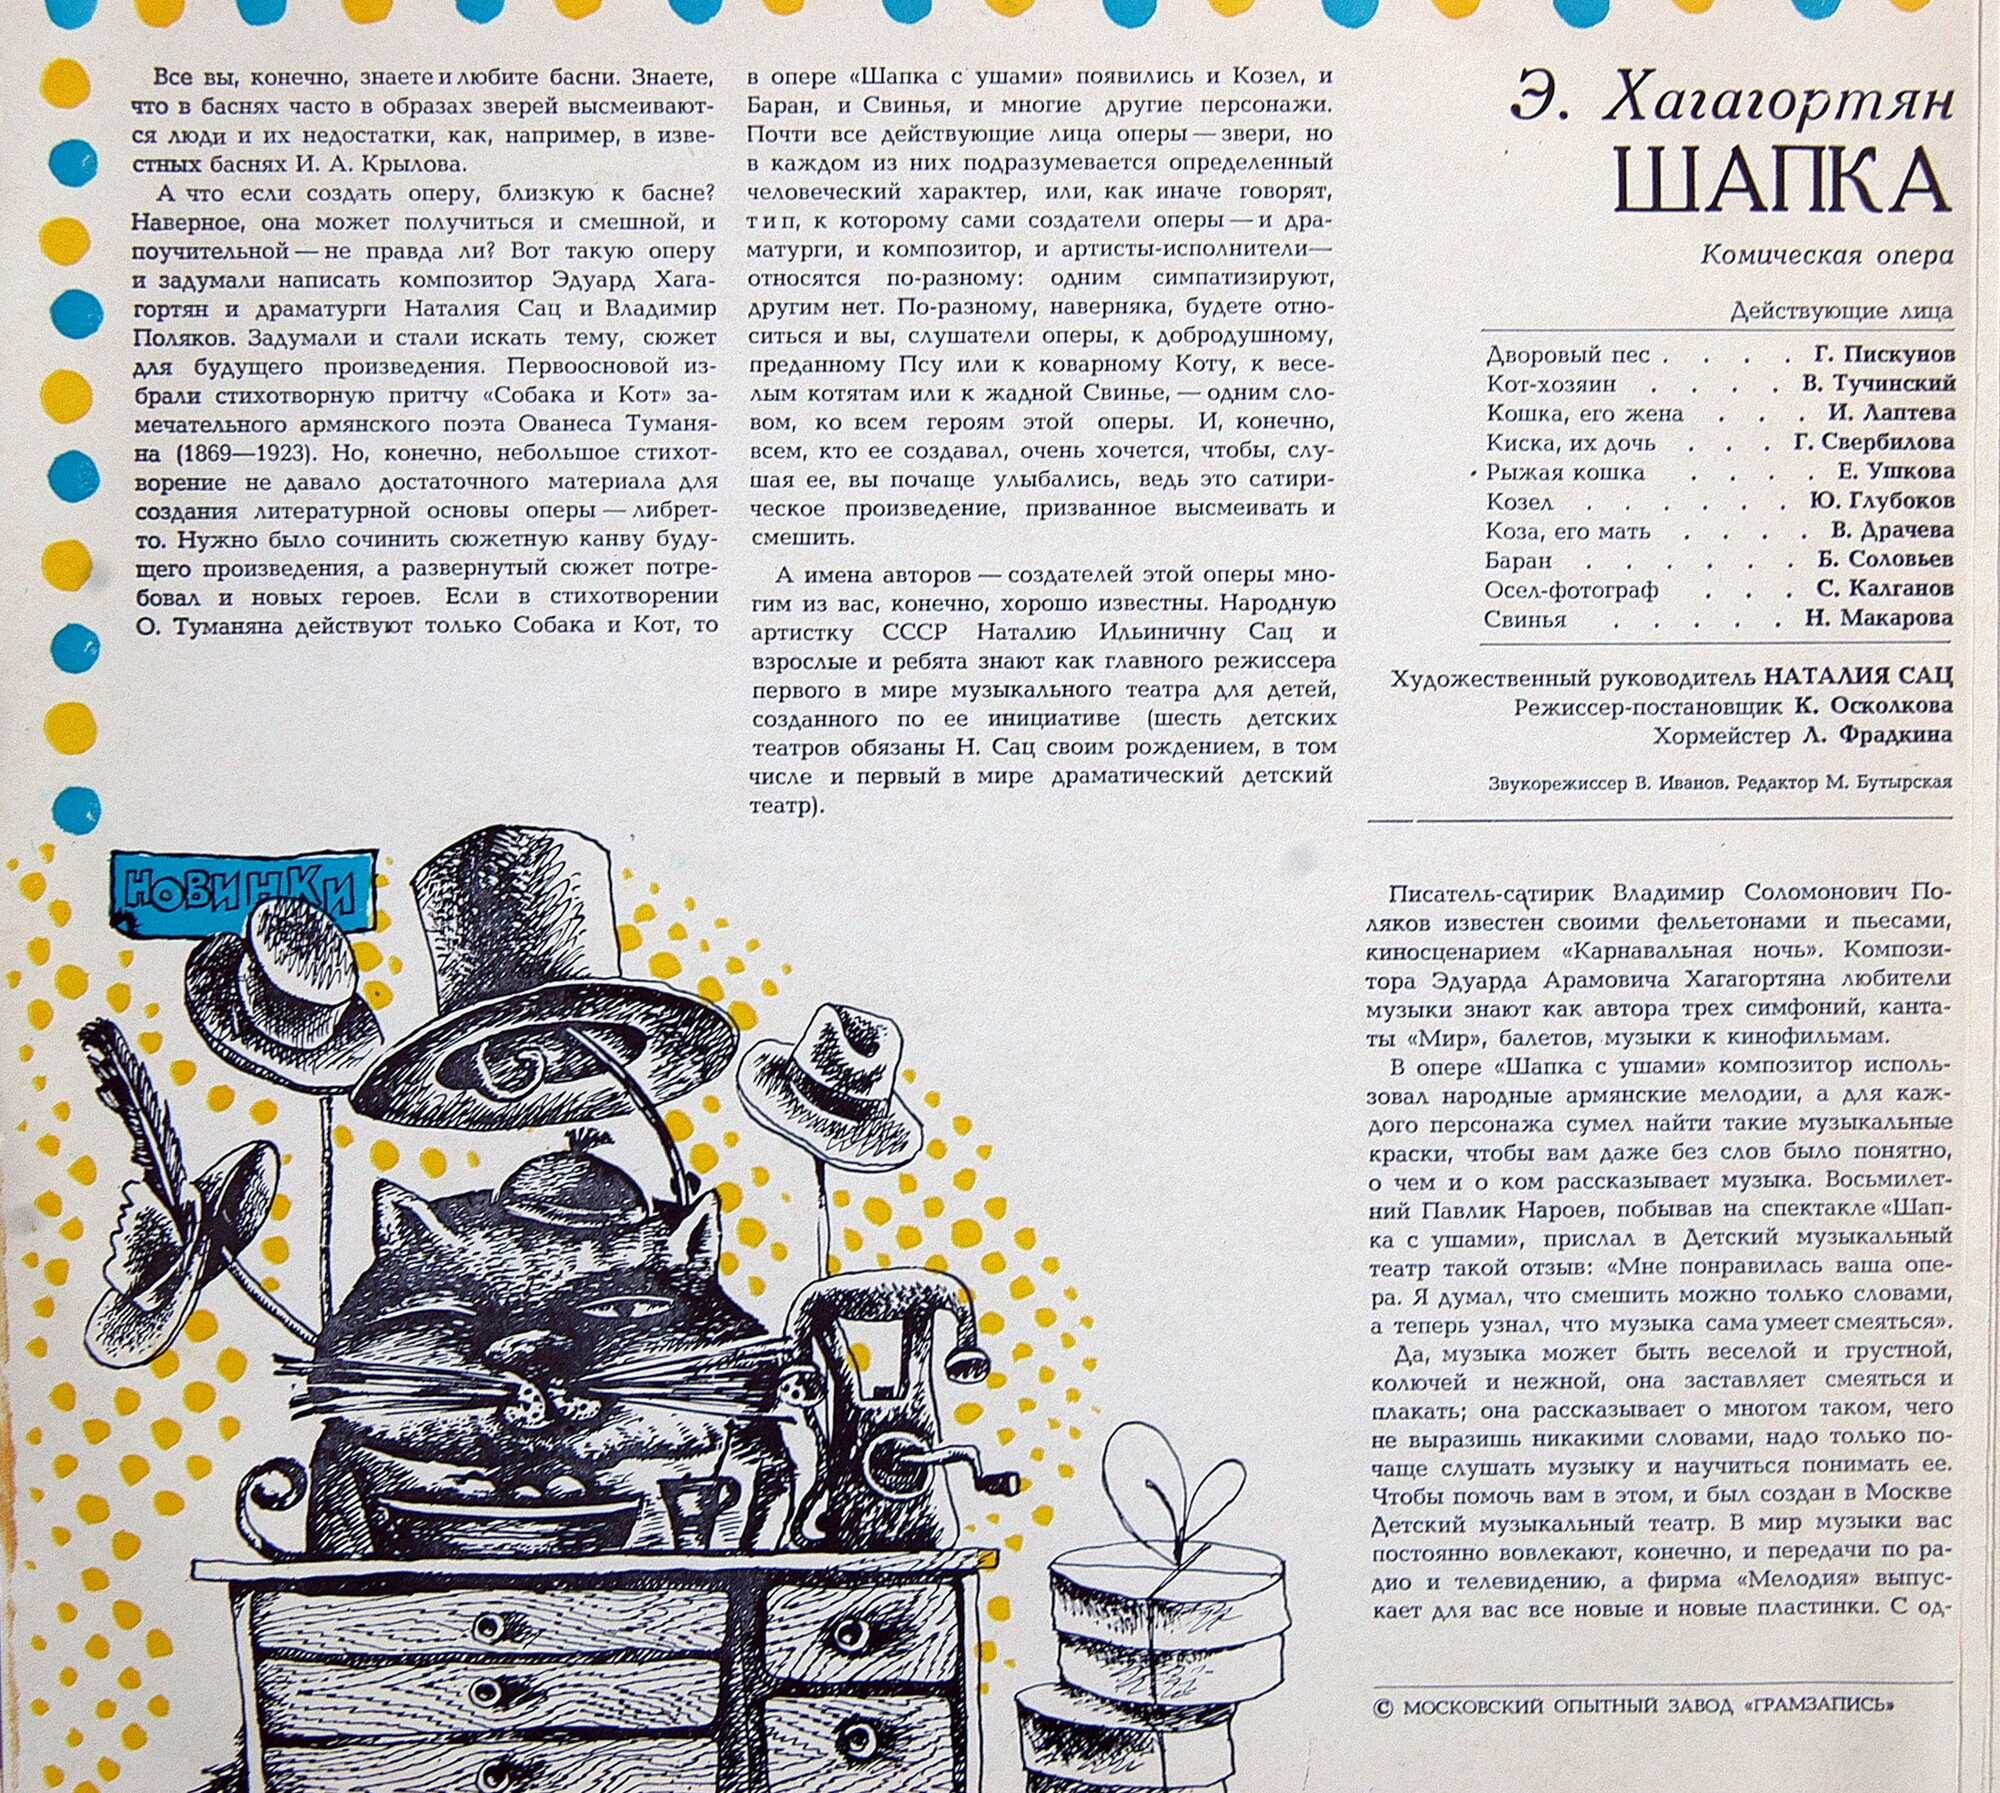 Все вы, конечно, знаете и любите басни. Знаете,
что в баснях часто в образах зверей высмеивают-
ся люди и их недостатки, как, например, в изве-
стных баснях И. А. Крылова.
А что если создать оперу, близкую к басне?
Наверное, она может получиться и смешной, и
поучительной — не правда ли? Вот такую оперу
и задумали написать композитор Эдуард Хага-
гортян и драматурги Наталия Сац и Владимир
Поляков. Задумали и стали искать тему, сюжет
для будущего произведения. Первоосновой из-
брали стихотворную притчу «Собака и Кот» за-
мечательного армянского поэта Ованеса Туманя-
на (1869—1923). Но, конечно, небольшое стихот-
ворение не давало достаточного материала для
создания литературной основы оперы — либрет-
то. Нужно было сочинить сюжетную канву буду-
щего произведения, а развернутый сюжет потре-
бовал и новых героев. Если в стихотворении
О. Туманяна действуют только Собака и Кот, то
в опере «Шапка с ушами» появились и Козел, и
Баран, и Свинья, и многие другие персонажи.
Почти все действующие лица оперы — звери, но
в каждом из них подразумевается определенный
человеческий характер, или, как иначе говорят,
тип, к которому сами создатели оперы — и дра-
матурги, и композитор, и артисты-исполнители—
относятся по-разному: одним симпатизируют,
другим нет. По-разному, наверняка, будете отно-
ситься и вы, слушатели оперы, к добродушному,
преданному Псу или к коварному Коту, к весе-
лым котятам или к жадной Свинье, — одним сло-
вом, ко всем героям этой оперы. И, конечно,
всем, кто ее создавал, очень хочется, чтобы, слу-
шая ее, вы почаще улыбались, ведь это сатири-
ческое произведение, призванное высмеивать и
смешить.
А имена авторов — создателей этой оперы мно-
гим из вас, конечно, хорошо известны. Народную
артистку СССР Наталию Ильиничну Сац и
взрослые и ребята знают как главного режиссера
первого в мире музыкального театра для детей,
созданного по ее инициативе (шесть детских
театров обязаны Н. Сац своим рождением, в том
числе и первый в мире драматический детский
театр).
Э. Хагагортян
ШАПКА
Комическая опера
Действующие лица
Дворовый пес . . . . Г. Пискунов
Кот-хозяин . . . . В. Тучинский
Кошка, его жена . . . И. Лаптева
Киска, их дочь . . . Г. Свербилова
Рыжая кошка . . . . Е. Ушкова
Козел . . . . . . Ю. Глубоков
Коза, его мать . . . . В. Драчева
Баран . . . . . . Б. Соловьев
Осел-фотограф . . . С. Калганов
Свинья . . . . . Н. Макарова
Художественный руководитель НАТАЛИЯ САЦ
Режиссер-постановщик К. Осколкова
Хормейстер Л. Фрадкина
Звукорежиссер В. Иванов. Редактор М. Бутырская
Писатель-сатирик Владимир Соломонович По-
ляков известен своими фельетонами и пьесами,
киносценарием «Карнавальная ночь». Компози-
тора Эдуарда Арамовича Хагагортяна любители
музыки знают как автора трех симфоний, канта-
ты «Мир», балетов, музыки к кинофильмам.
В опере «Шапка с ушами» композитор исполь-
зовал народные армянские мелодии, а для каж-
дого персонажа сумел найти такие музыкальные
краски, чтобы вам даже без слов было понятно,
о чем и о ком рассказывает музыка. Восьмилет-
ний Павлик Нароев, побывав на спектакле «Шап-
ка с ушами», прислал в Детский музыкальный
театр такой отзыв: «Мне понравилась ваша опе-
ра. Я думал, что смешить можно только словами,
а теперь узнал, что музыка сама умеет смеяться».
Да, музыка может быть веселой и грустной,
колючей и нежной, она заставляет смеяться и
плакать; она рассказывает о многом таком, чего
не выразишь никакими словами, надо только по-
чаще слушать музыку и научиться понимать ее.
Чтобы помочь вам в этом, и был создан в Москве
Детский музыкальный театр. В мир музыки вас
постоянно вовлекают, конечно, и передачи по ра-
дио и телевидению, а фирма «Мелодия» выпус-
кает для вас все новые и новые пластинки. С од-
© МОСКОВСКИЙ ОПЫТНЫЙ ЗАВОД «ГРАМЗАПИСЬ»
НОВИНКИ